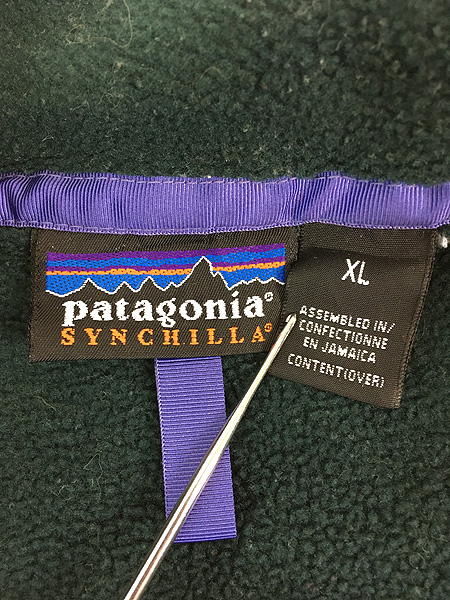 patagonia®
SYNCHILLA®
XL
ASSEMBLED IN/
CONFECTIONNE
EN JAMAICA
CONTENT(OVER)